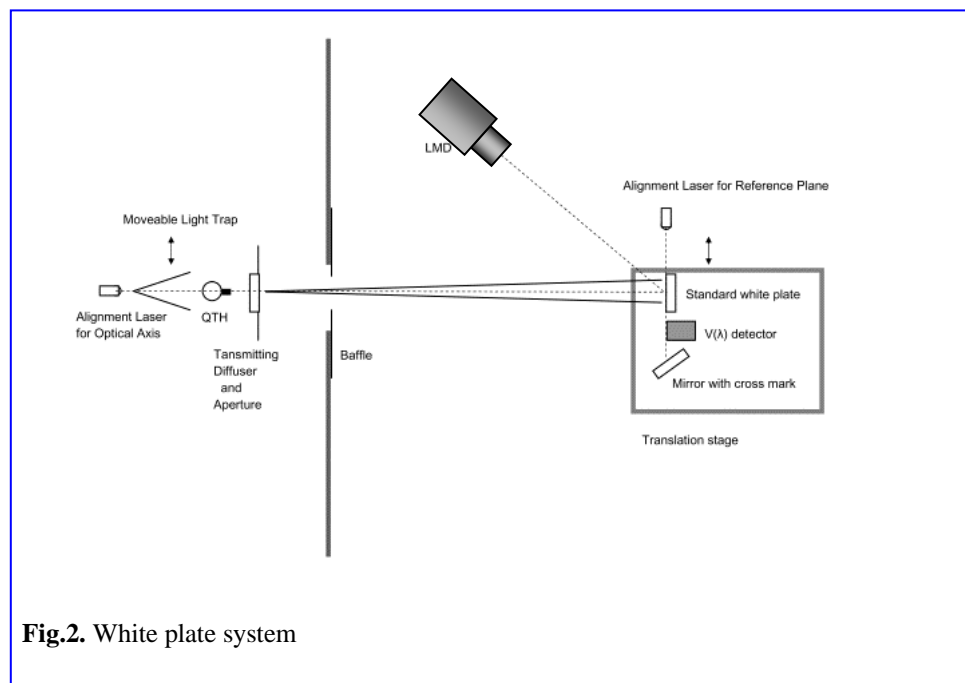 LMD
Alignment Laser for Reference Plane
Moveable Light Trap
Alignment Laser
for Optical Axis
QTH
Standard white plate
V(λ) detector
Mirror with cross mark
Tansmitting
Diffuser
and
Aperture
Baffle
Translation stage
Fig.2. White plate system